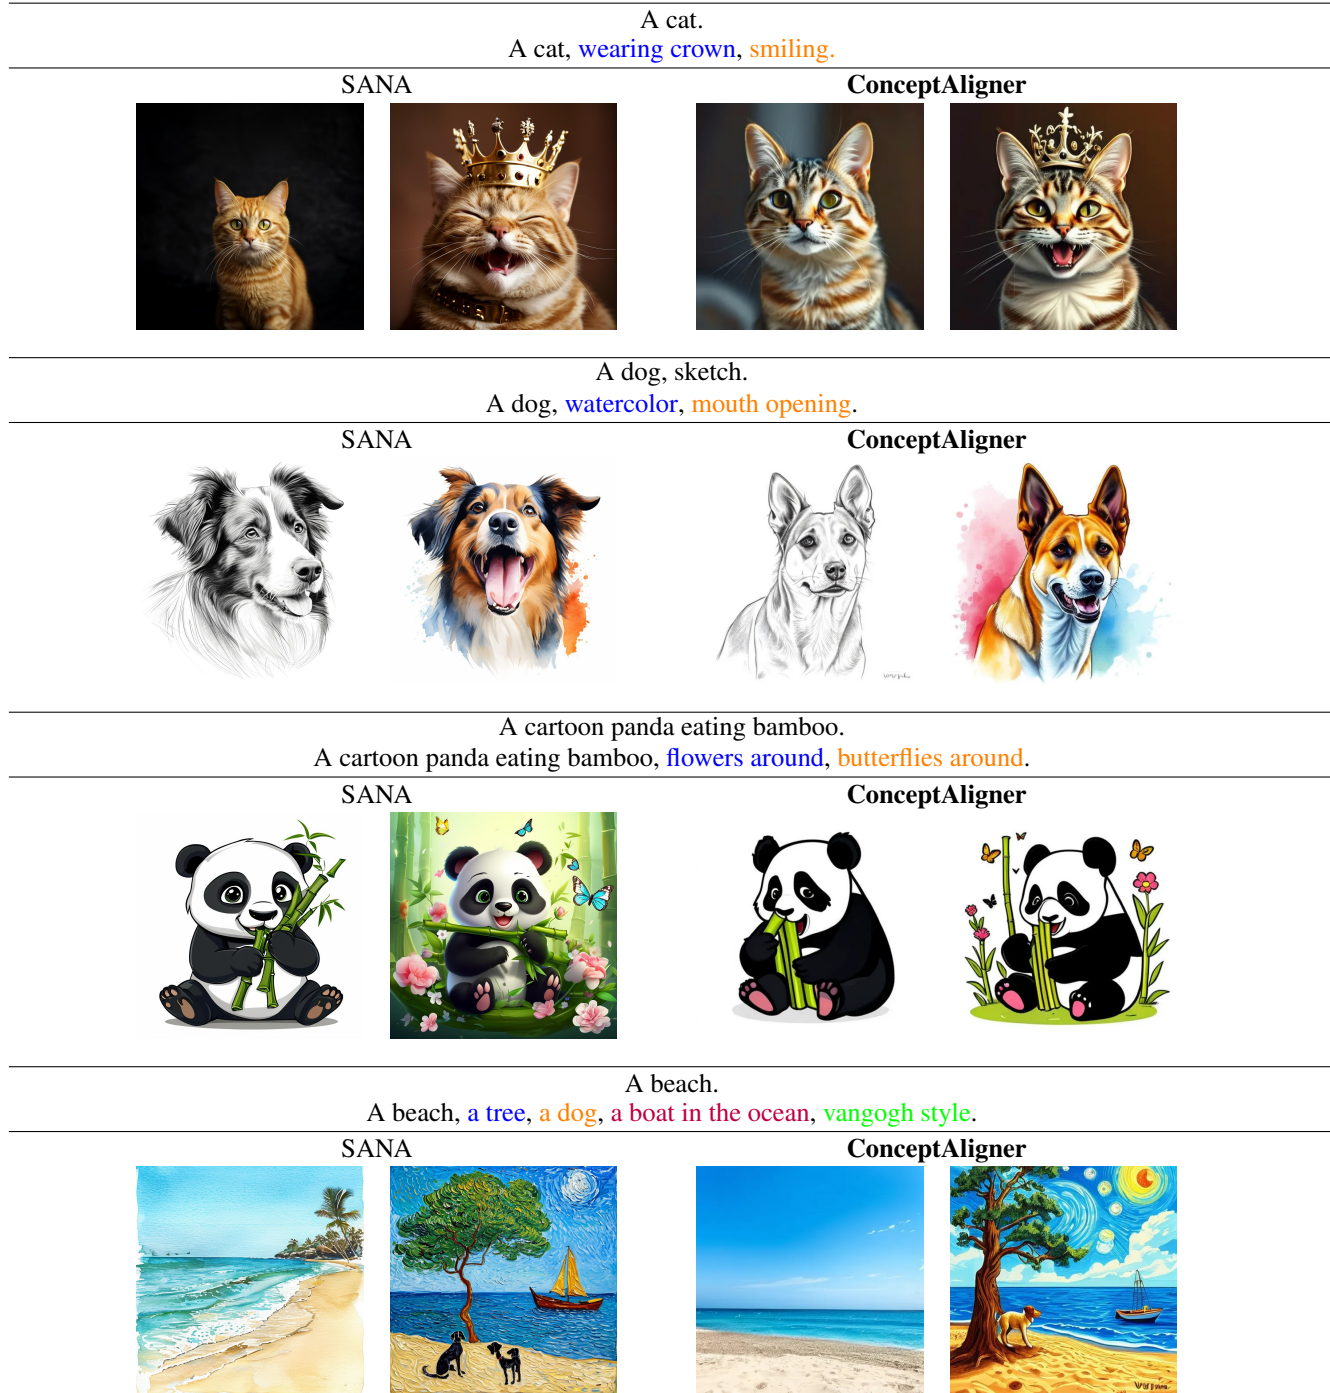 A cat.
A cat, wearing crown, smiling.
SANA
ConceptAligner
A dog, sketch.
A dog, watercolor, mouth opening.
SANA
ConceptAligner
A cartoon panda eating bamboo.
A cartoon panda eating bamboo, flowers around, butterflies around.
SANA
ConceptAligner
A beach.
A beach, a tree, a dog, a boat in the ocean, vangogh style.
SANA
ConceptAligner